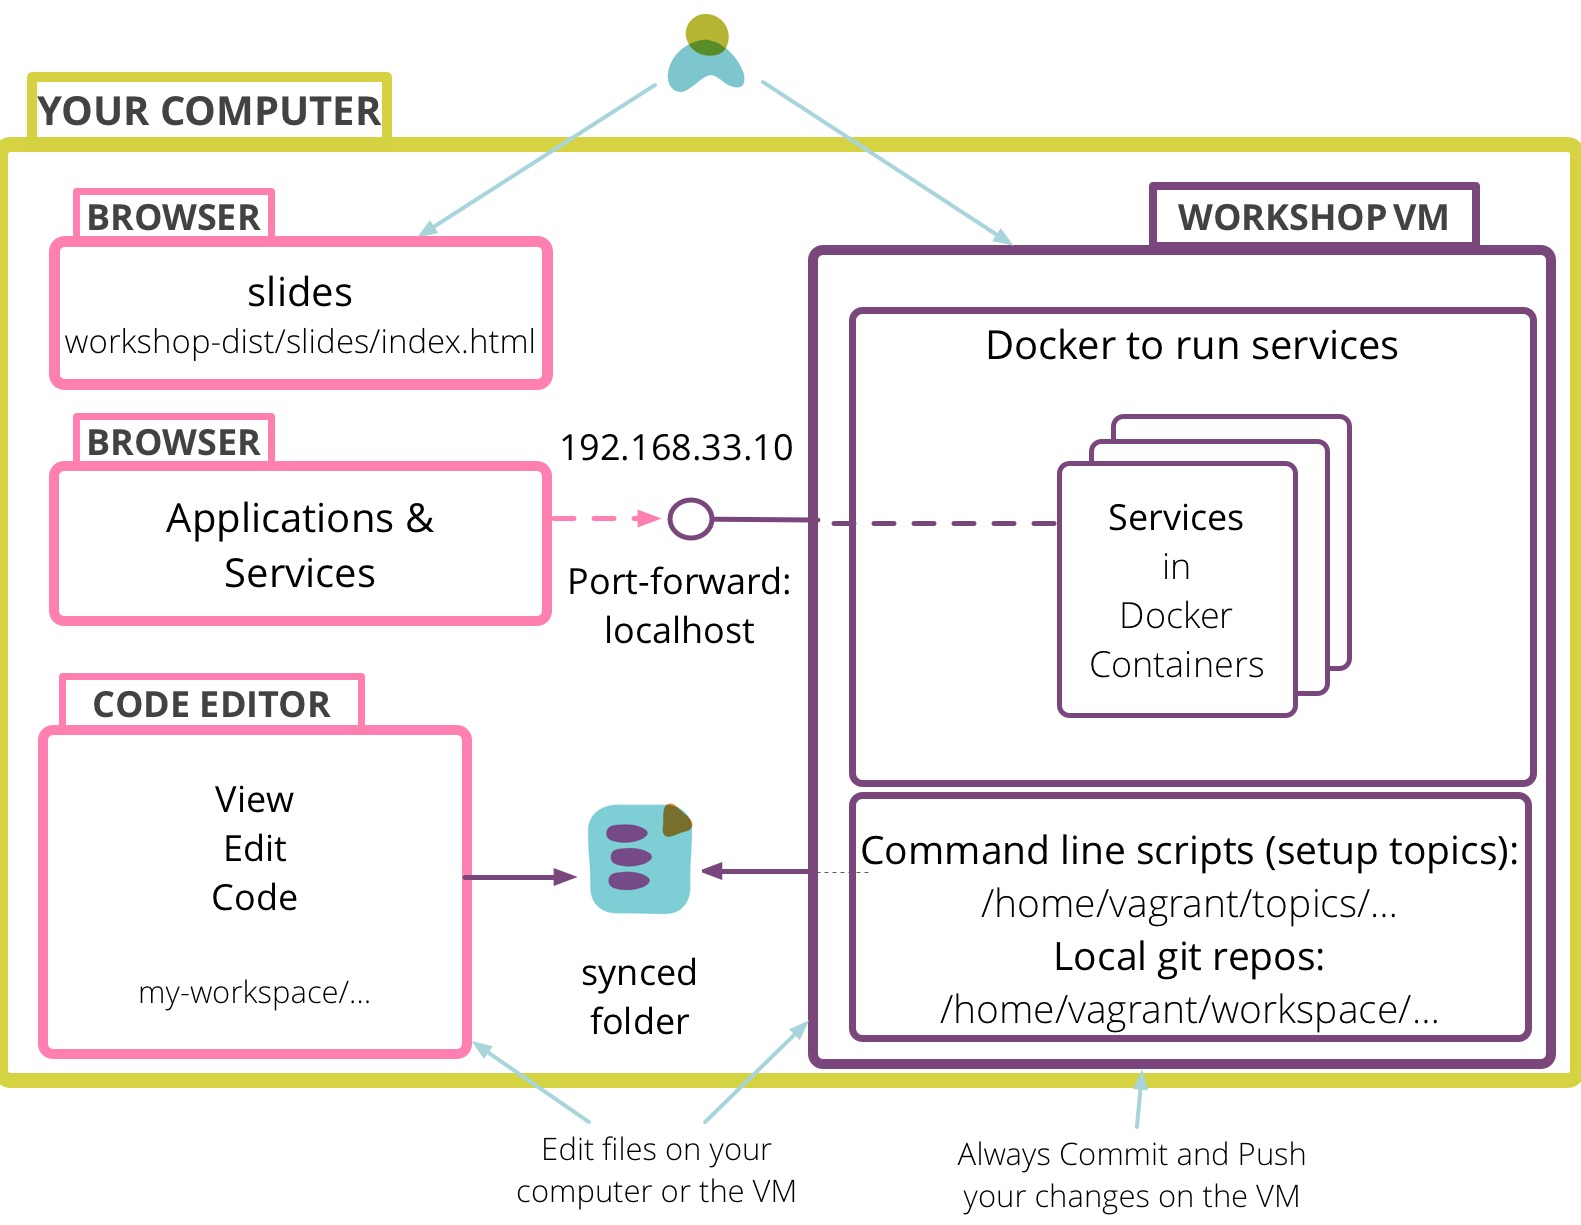 YOUR COMPUTER
BROWSER
slides
workshop-dist/slides/index.html
BROWSER
Applications &
Services
192.168.33.10
Port-forward:
localhost
CODE EDITOR
View
Edit
Code
my-workspace/...
synced
folder
WORKSHOP VM
Docker to run services
Services
in
Docker
Containers
Command line scripts (setup topics):
/home/vagrant/topics/...
Local git repos:
/home/vagrant/workspace/...
Edit files on your
computer or the VM
Always Commit and Push
your changes on the VM